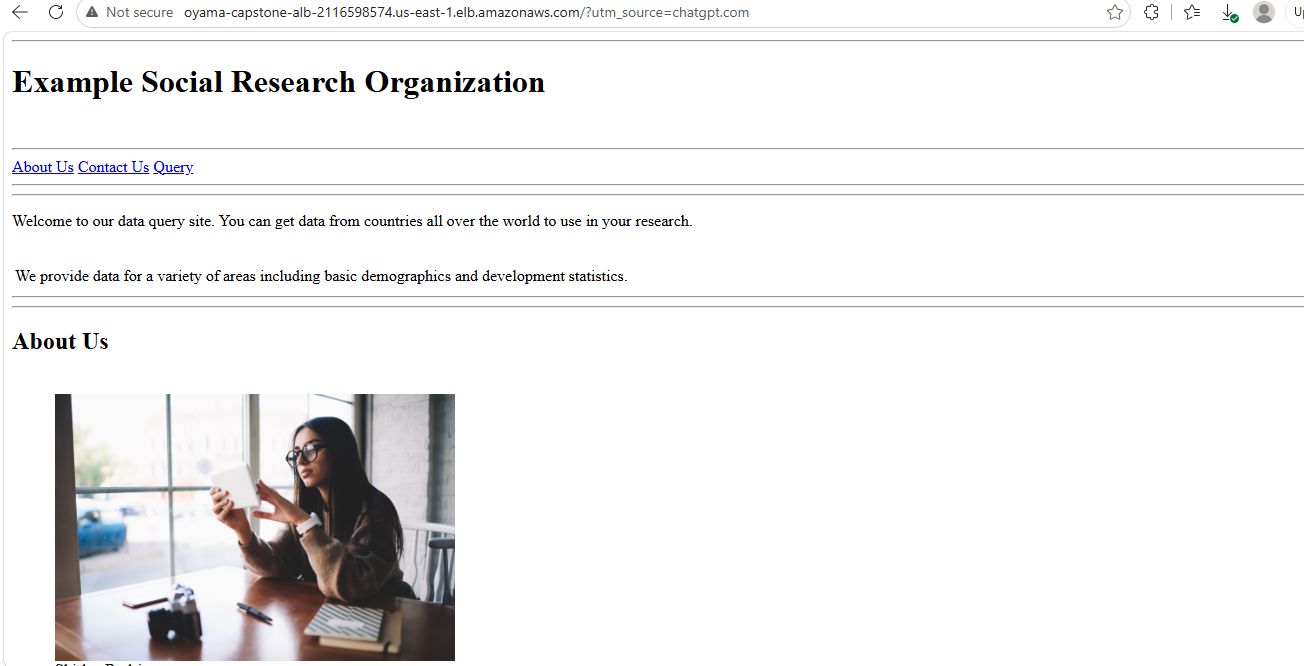 Not secure oyama-capstone-alb-2116598574.us-east-1.elb.amazonaws.com/?utm_source=chatgpt.com
Example Social Research Organization
About Us Contact Us Query
Welcome to our data query site. You can get data from countries all over the world to use in your research.
We provide data for a variety of areas including basic demographics and development statistics.
About Us